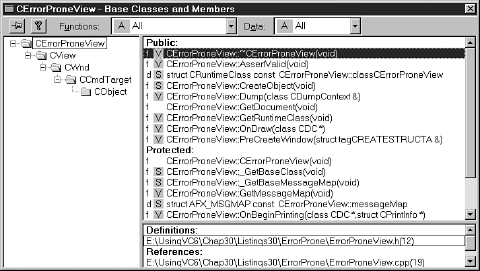 CErrorProneView - Base Classes and Members
Functions: A All Data: A All
CErrorProneView
CView
CWnd
CCmdTarget
CObject
Public:
f V CErrorProneView::~CErrorProneView(void)
f V CErrorProneView::AssertValid(void)
d S struct CRuntimeClass const CErrorProneView::classCErrorProneView
f S CErrorProneView::CreateObject(void)
f V CErrorProneView::Dump(class CDumpContext &)
f CErrorProneView::GetDocument(void)
f V CErrorProneView::GetRuntimeClass(void)
f V CErrorProneView::OnDraw(class CDC *)
f V CErrorProneView::PreCreateWindow(struct tagCREATESTRUCTA &)
Protected:
f CErrorProneView::CErrorProneView(void)
f S CErrorProneView::_GetBaseClass(void)
f S CErrorProneView::_GetBaseMessageMap(void)
f V CErrorProneView::GetMessageMap(void)
d S struct AFX_MSGMAP const CErrorProneView::messageMap
f V CErrorProneView::OnBeginPrinting(class CDC *,struct CPrintInfo *)
Definitions:
E:\UsingVC6\Chap30\Listings30\ErrorProne\ErrorProneView.h(12)
References:
E:\UsingVC6\Chap30\Listings30\ErrorProne\ErrorProneView.cpp(19)